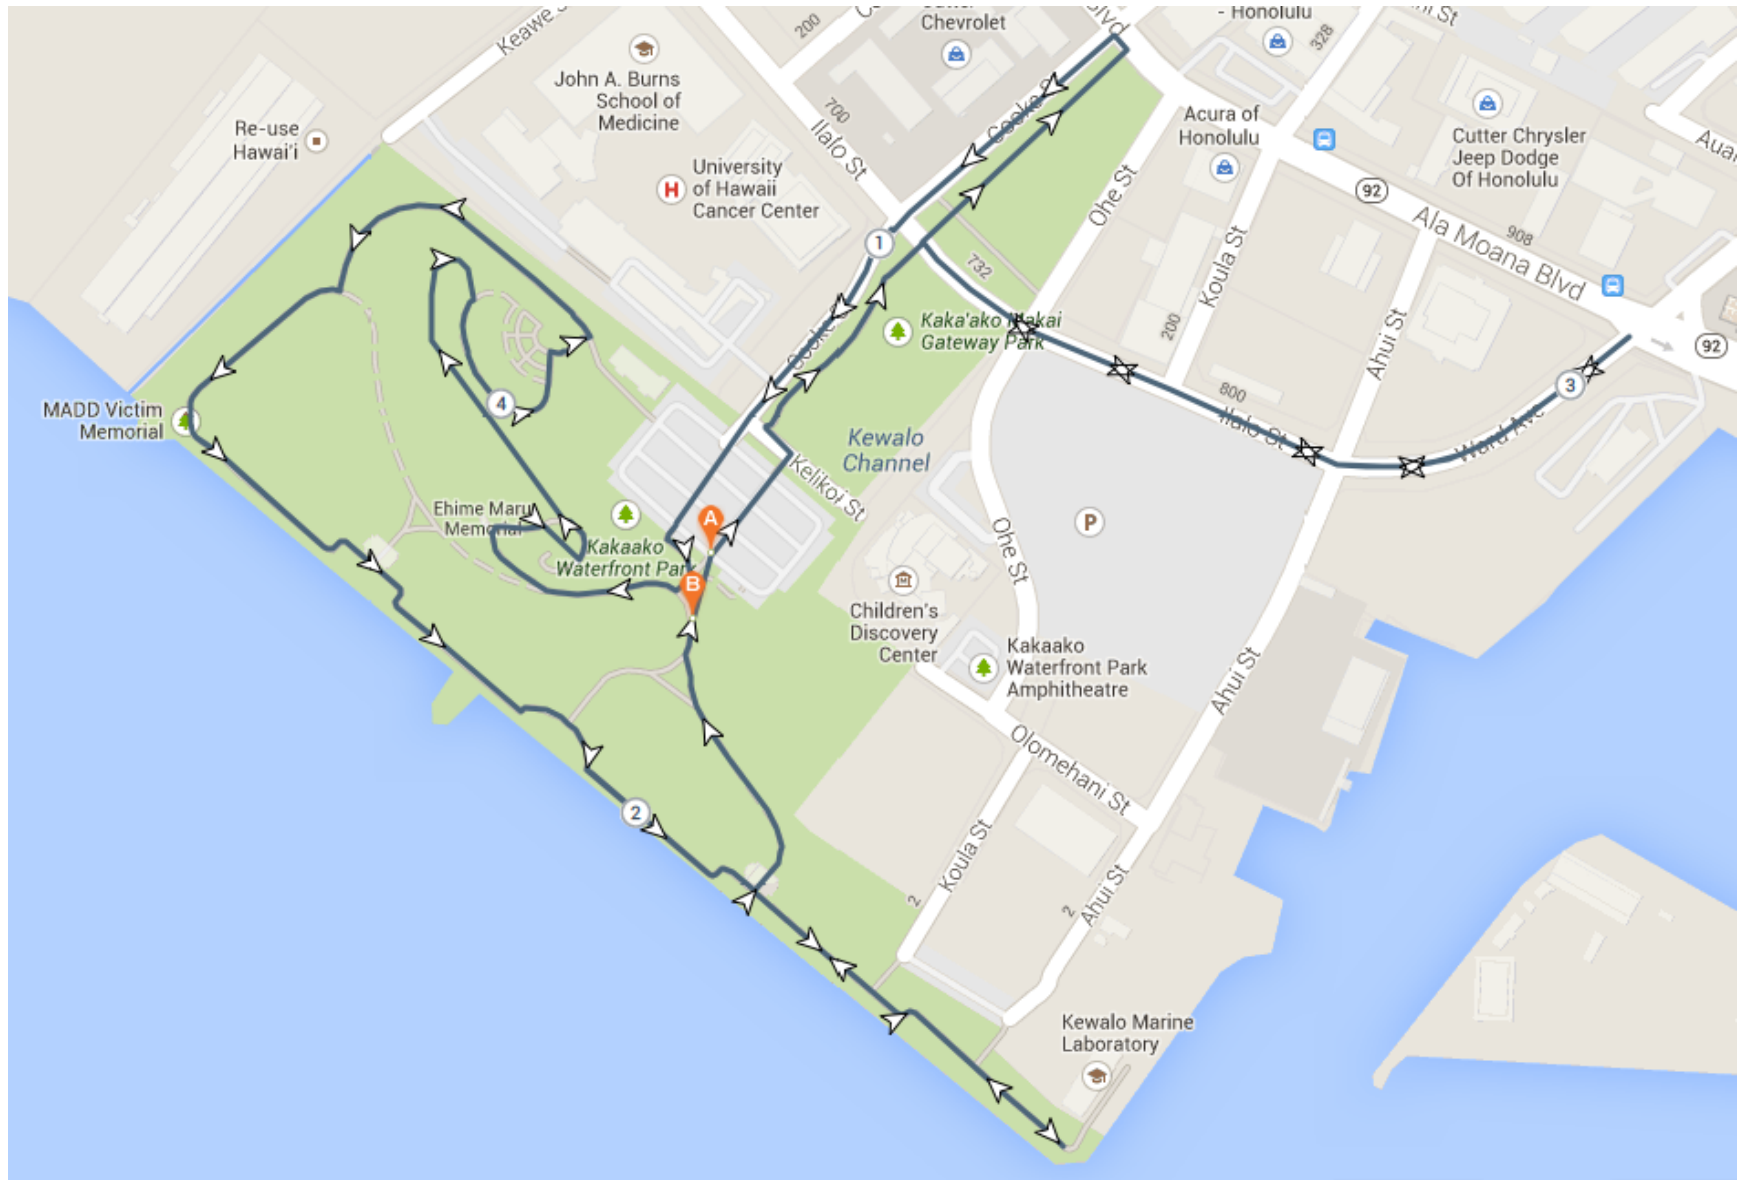 Keawe S
200
Cutter
Chevrolet
Blvd
- Honolulu
328
ni St
John A. Burns
School of
Medicine
Re-use
Hawai'i
700
Ilalo St
Cooke S
Acura of
Honolulu
Cutter Chrysler
Jeep Dodge
Of Honolulu
Auah
H
University
of Hawaii
Cancer Center
92
Ohe St
Ala Moana Blvd
908
1
732
Koula St
Cooke
Kaka'ako Makai
Gateway Park
200
Ahui St
92
3
800
Ilalo St
Ward Ave
4
MADD Victim
Memorial
Kewalo
Channel
Kelikoi St
Ehime Maru
Memorial
A
P
Kakaako
Waterfront Park
B
Ohe St
Children's
Discovery
Center
Kakaako
Waterfront Park
Amphitheatre
Ahui St
Olomehani St
2
Koula St
Ahui St
2
2
Kewalo Marine
Laboratory